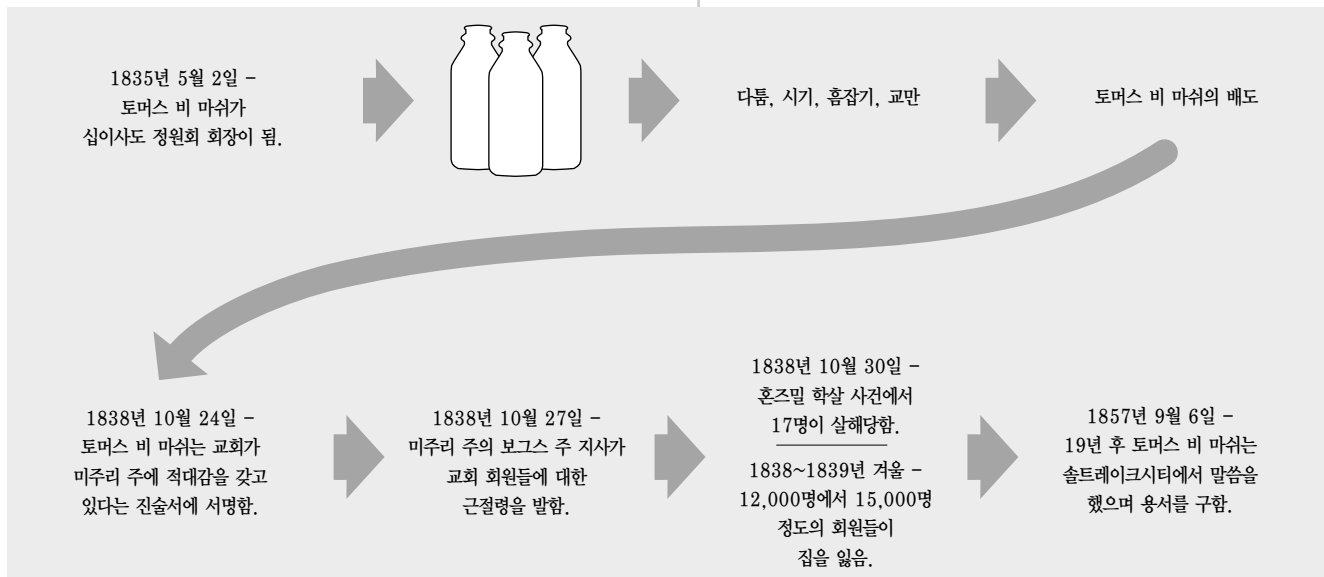 1835년 5월 2일 –
토머스 비 마쉬가
십이사도 정원회 회장이 됨.
다툼, 시기, 흠잡기, 교만
토머스 비 마쉬의 배도
1838년 10월 24일 –
토머스 비 마쉬는 교회가
미주리 주에 적대감을 갖고
있다는 진술서에 서명함.
1838년 10월 27일 –
미주리 주의 보그스 주 지사가
교회 회원들에 대한
근절령을 발함.
1838년 10월 30일 –
혼즈밀 학살 사건에서
17명이 살해당함.
1838~1839년 겨울 –
12,000명에서 15,000명
정도의 회원들이
집을 잃음.
1857년 9월 6일 –
19년 후 토머스 비 마쉬는
솔트레이크시티에서 말씀을
했으며 용서를 구함.